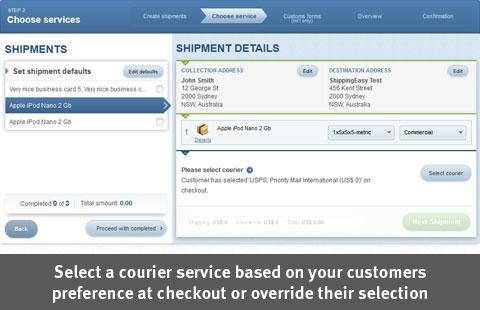 STEP 2
Choose services
Create shipments
Choose service
Customs forms
(INT only)
Overview
Confirmation
SHIPMENTS
Set shipment defaults
Edit defaults
Very nice business card 5, Very nice business c...
Apple iPod Nano 2 Gb
Apple iPod Nano 2 Gb
Completed 0 of 3
Total amount 0.00
Back
Proceed with completed
SHIPMENT DETAILS
COLLECTION ADDRESS
Edit
John Smith
12 George St
2000 Sydney
NSW, Australia
DESTINATION ADDRESS
Edit
ShippingEasy Test
456 Kent Street
2000 Sydney
NSW, Australia
1
Details
Apple iPod Nano 2 Gb
1x5x5x5-metric
Commercial
Please select courier
Customer has selected 'USPS, Priority Mail International (US$ 0)' on
checkout.
Select courier
Shipping: US$ 0
Insurance: US$ 0
Total: US$ 0.00
Next Shipment
Select a courier service based on your customers
preference at checkout or override their selection